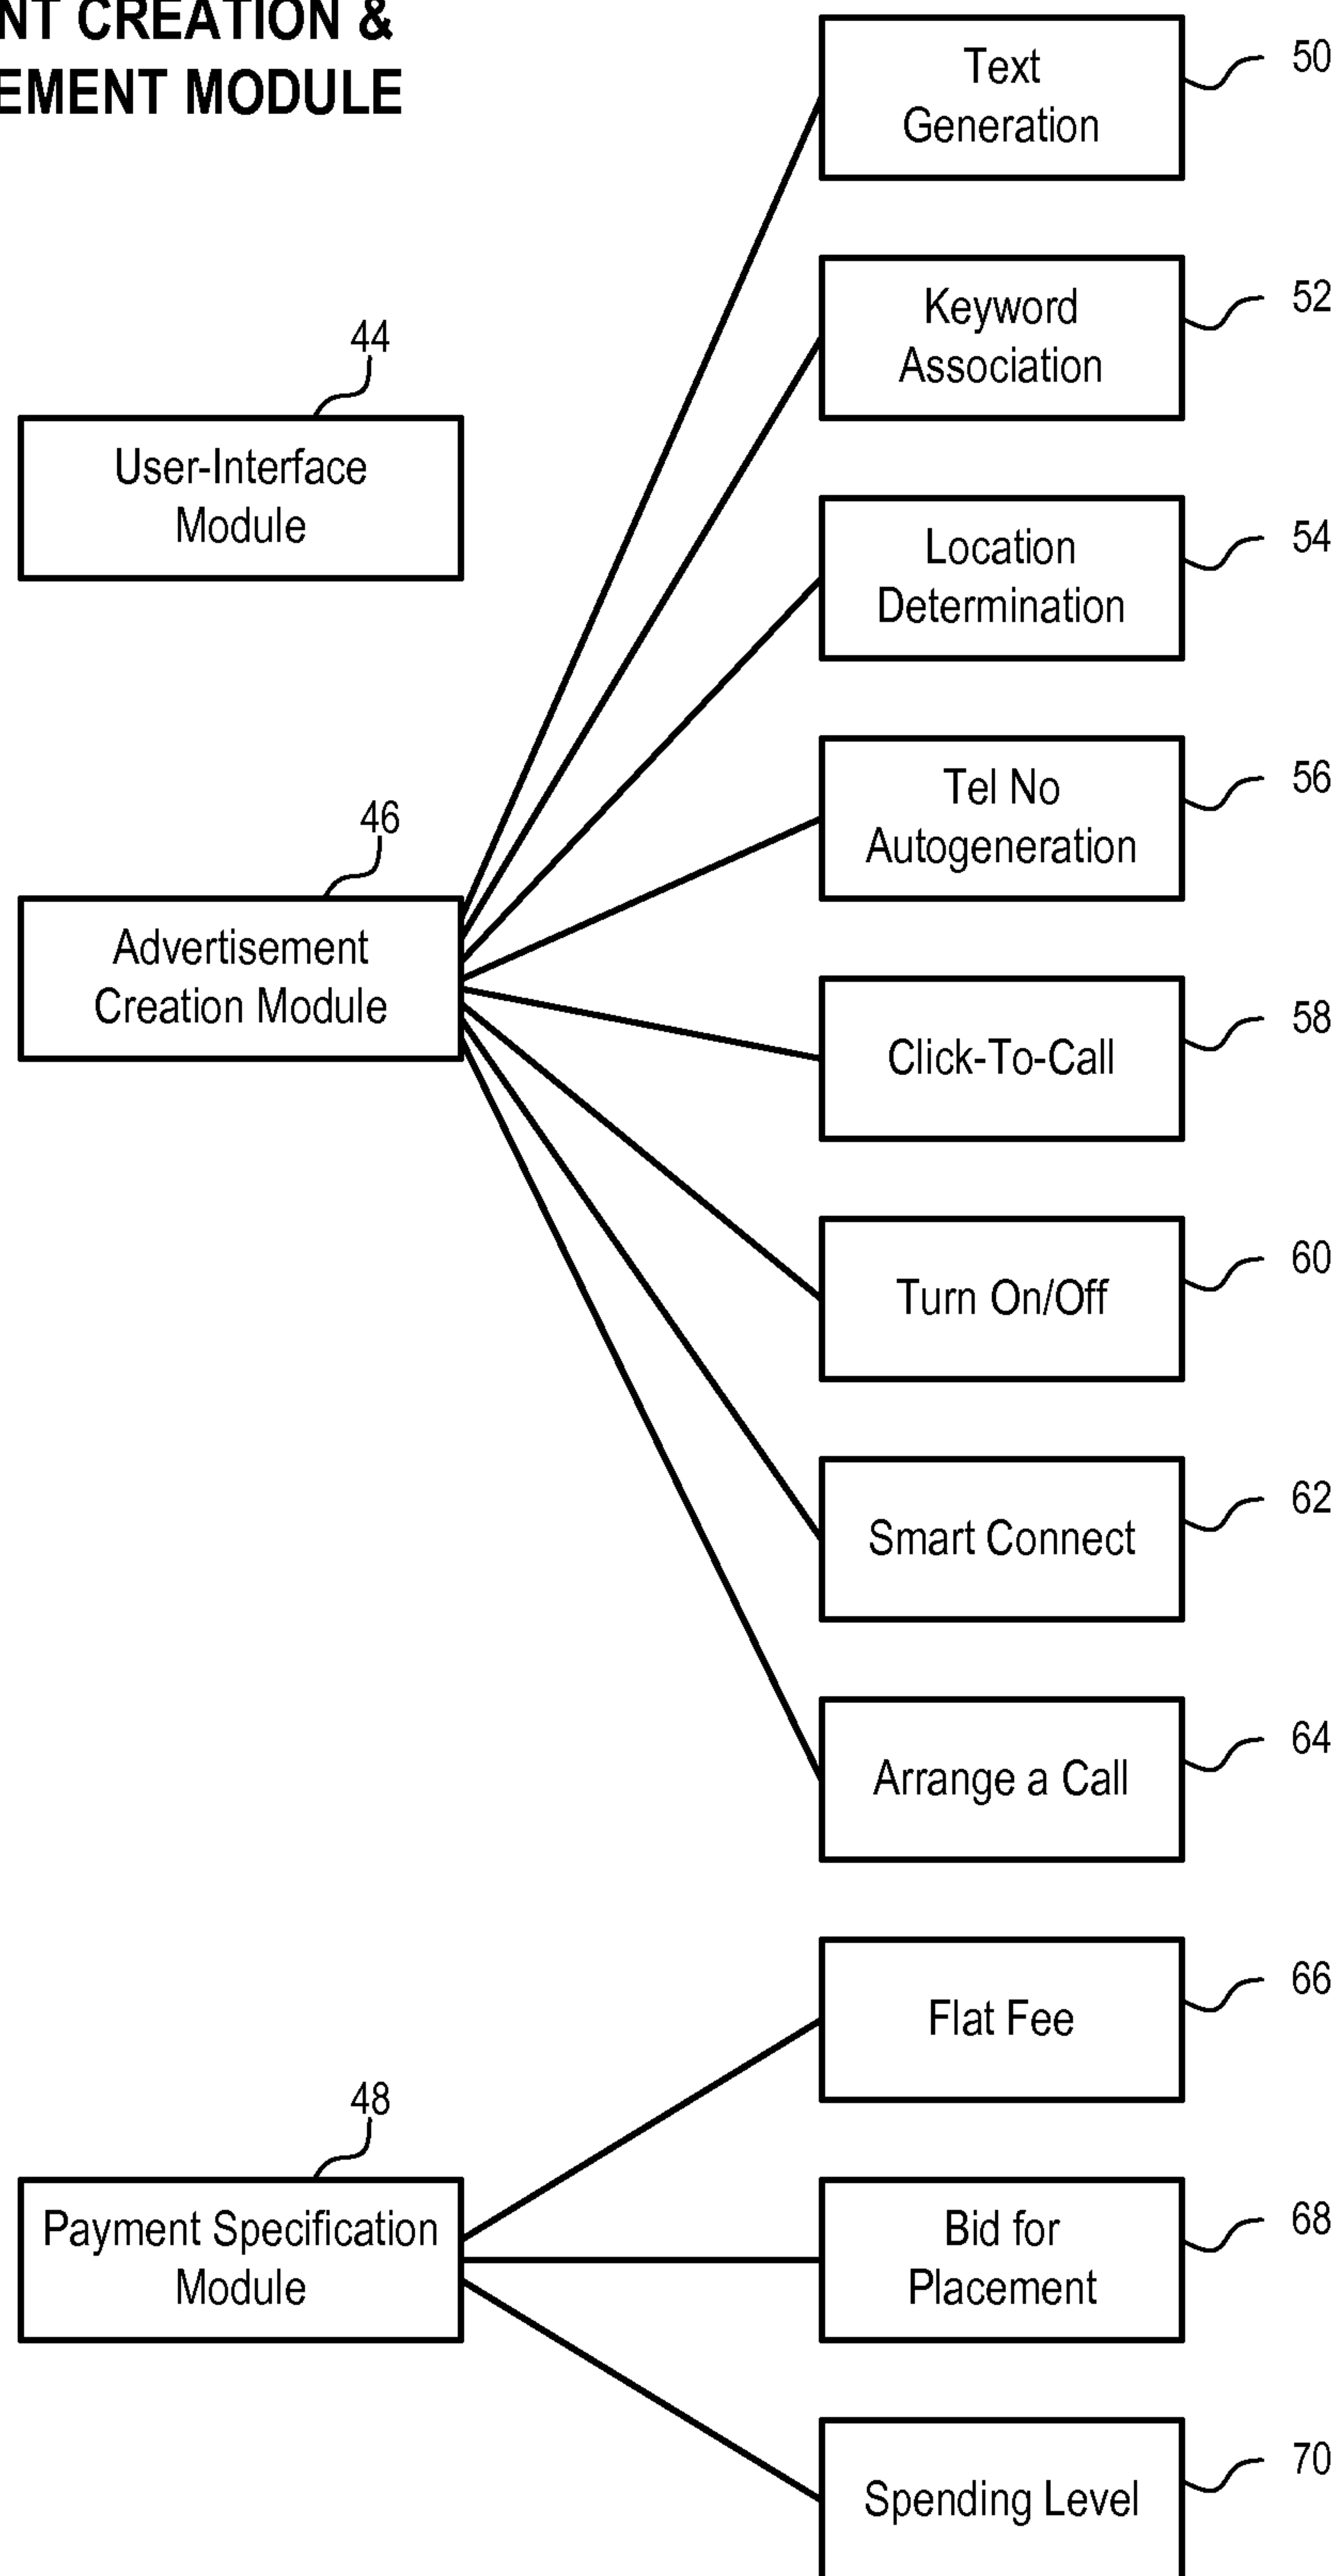 NT CREATION &
EMENT MODULE
Text
Generation
50
Keyword
Association
52
44
User-Interface
Module
Location
Determination
54
Tel No
Autogeneration
56
46
Advertisement
Creation Module
Click-To-Call
58
Turn On/Off
60
Smart Connect
62
Arrange a Call
64
Flat Fee
66
48
Payment Specification
Module
Bid for
Placement
68
Spending Level
70